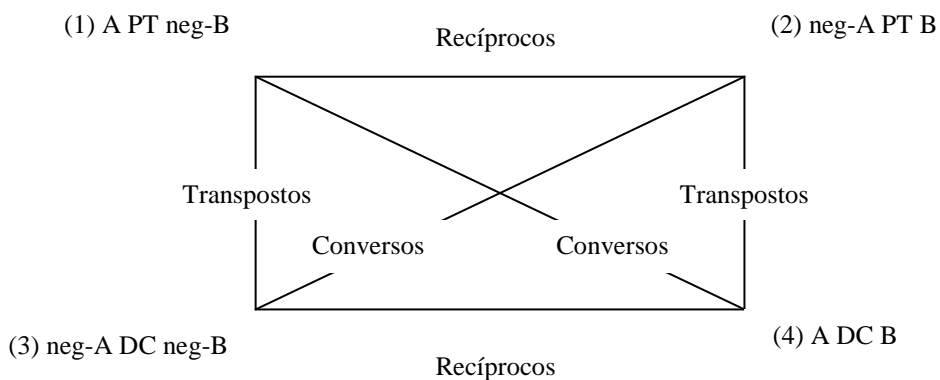 (1) A PT neg-B
Recíprocos
(2) neg-A PT B
Transpostos
Transpostos
Conversos
Conversos
(3) neg-A DC neg-B
(4) A DC B
Recíprocos